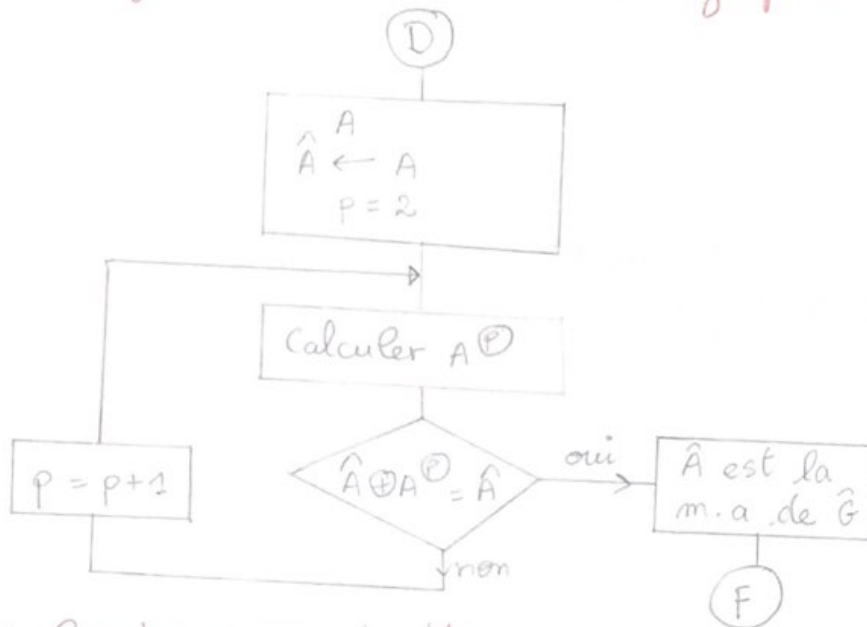 D
A
Â ← A
p = 2
Calculer A^ⓟ
Â ⊕ A^ⓟ = Â
oui
non
p = p+1
Â est la
m.a. de Ĝ
F